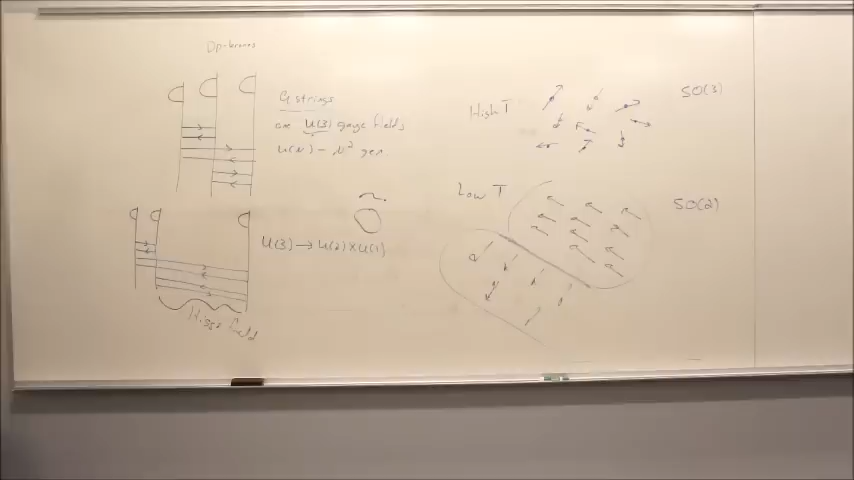 Dp-branes
9 strings
are U(3) gauge fields
U(N) - N² gen
U(3) → U(2) x U(1)
Higgs field
High T
SO(3)
Low T
SO(2)